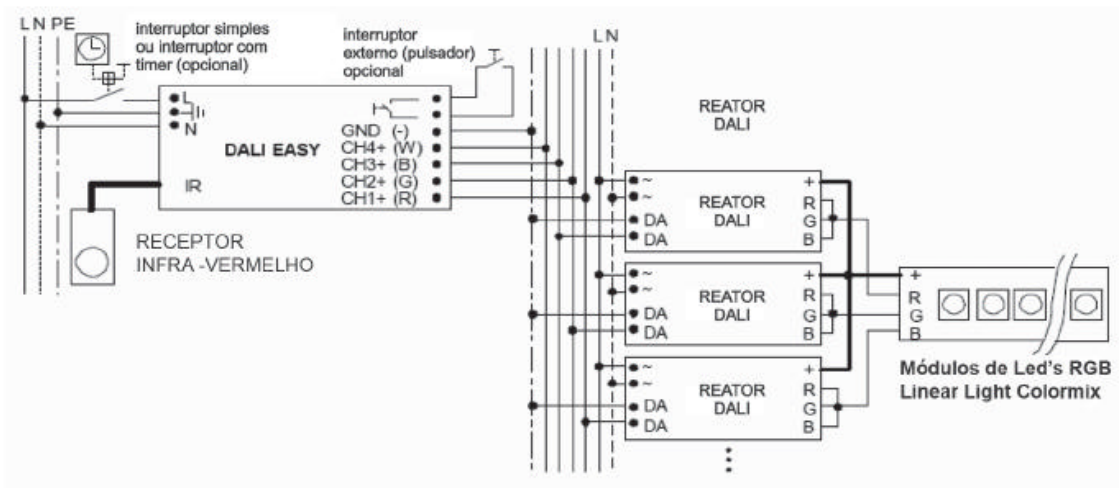 L N PE
interruptor simples
ou interruptor com
timer (opcional)
interruptor
externo (pulsador)
opcional
L N
L
N
DALI EASY
IR
GND (-)
CH4+ (W)
CH3+ (B)
CH2+ (G)
CH1+ (R)
RECEPTOR
INFRA -VERMELHO
REATOR
DALI
~
~
DA
DA
REATOR
DALI
+
R
G
B
~
~
DA
DA
REATOR
DALI
+
R
G
B
~
~
DA
DA
REATOR
DALI
+
R
G
B
+
R
G
B
Módulos de Led's RGB
Linear Light Colormix